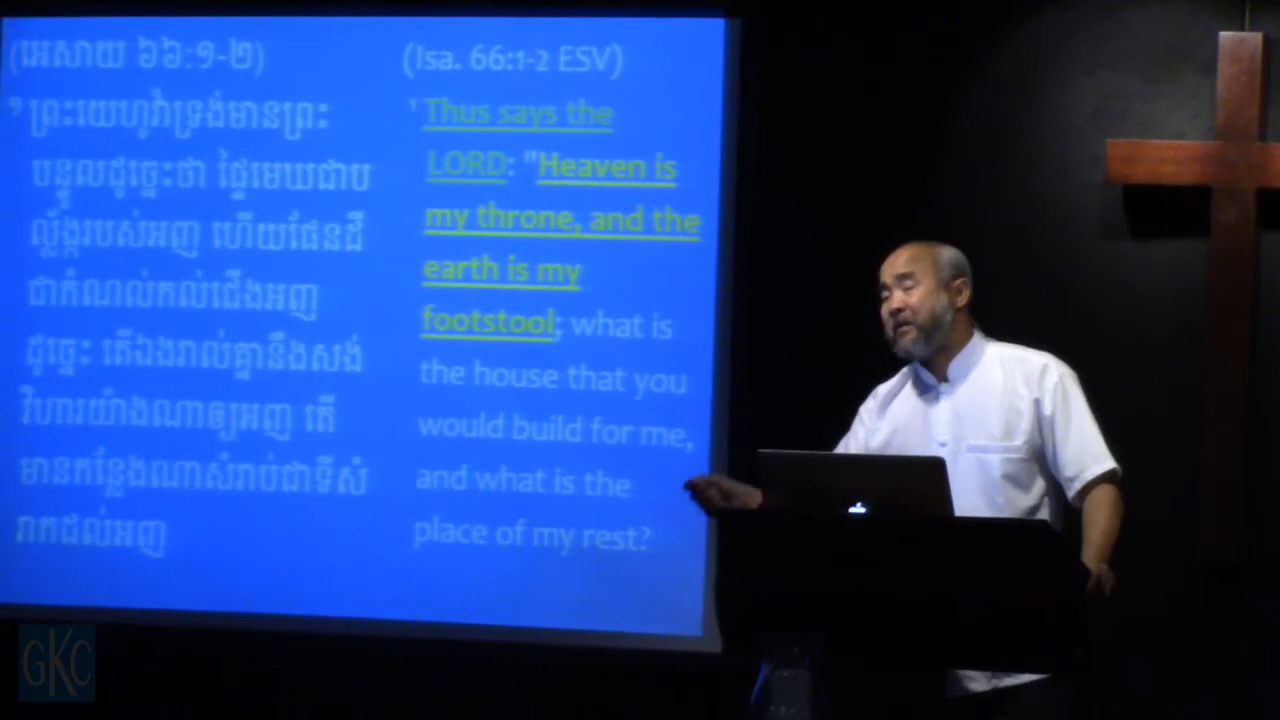 (អេសាយ ៦៦:១-២)
១ ព្រះយេហូវ៉ាទ្រង់មានព្រះ
បន្ទូលដូច្នេះថា ផ្ទៃមេឃជាប
ល្ល័ង្ករបស់អញ ហើយផែនដី
ជាកំណល់កល់ជើងអញ
ដូច្នេះ តើឯងរាល់គ្នានឹងសង់
វិហារយ៉ាងណាឲ្យអញ តើ
មានកន្លែងណាសំរាប់ជាទីសំ
រាកដល់អញ
(Isa. 66:1-2 ESV)
1 Thus says the
LORD: "Heaven is
my throne, and the
earth is my
footstool; what is
the house that you
would build for me,
and what is the
place of my rest?
GKC